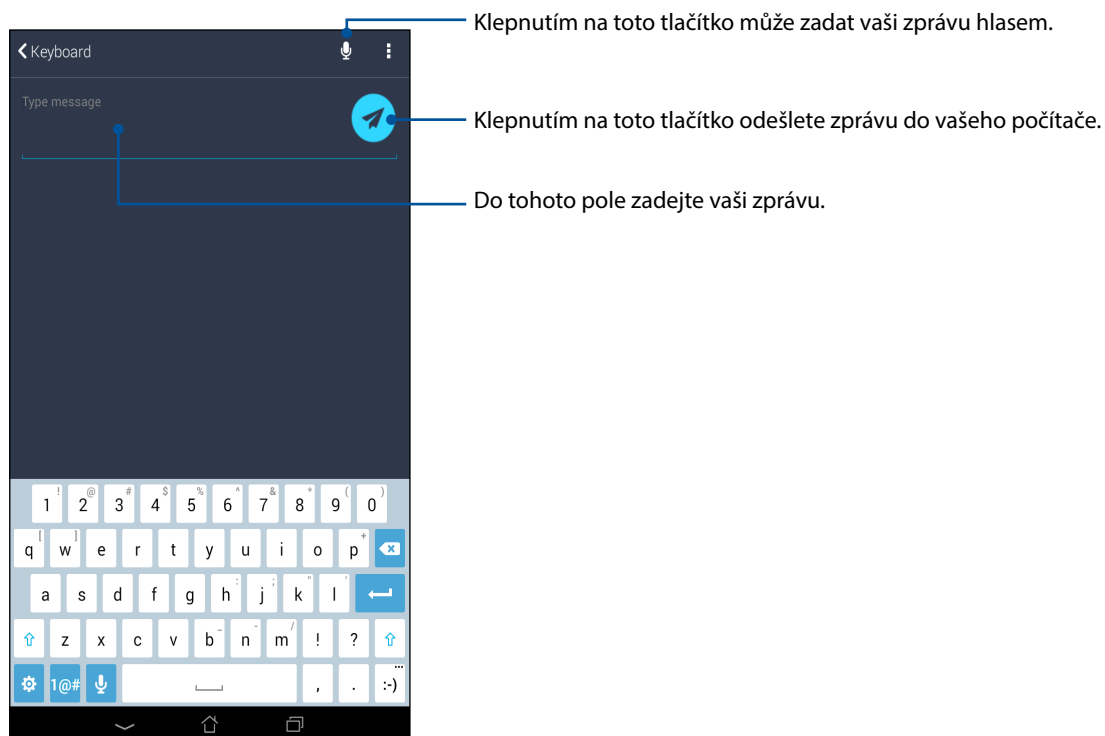 Klepnutím na toto tlačítko může zadat vaši zprávu hlasem.
Keyboard
Type message
Klepnutím na toto tlačítko odešlete zprávu do vašeho počítače.
Do tohoto pole zadejte vaši zprávu.
! @ # $ % ^ & * ( )
1 2 3 4 5 6 7 8 9 0
[ ] +
q w e r t y u i o p
: ; " '
a s d f g h j k l
_ ~ /
z x c v b n m ! ?
1@# , . ... :-)